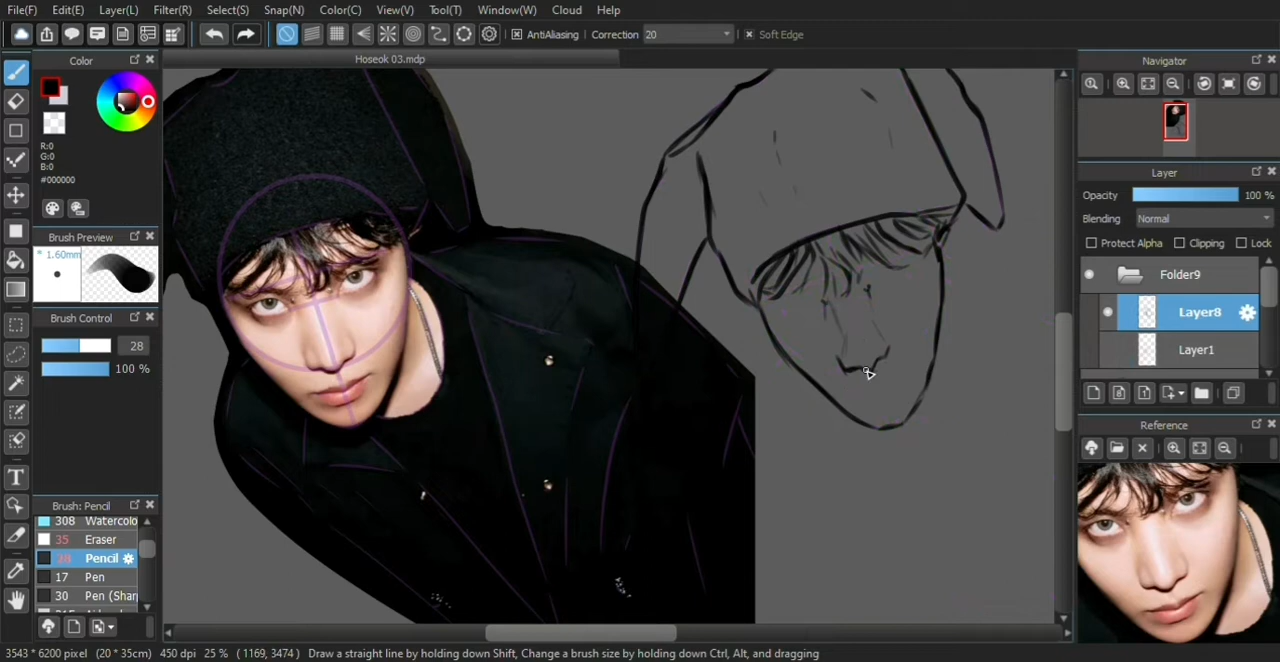 File(F) Edit(E) Layer(L) Filter(R) Select(S) Snap(N) Color(C) View(V) Tool(T) Window(W) Cloud Help
AntiAliasing Correction 20 Soft Edge
Color
Hoseok 03.mdp
Navigator
R:0
G:0
B:0
#000000
Layer
Opacity 100 %
Blending Normal
Protect Alpha Clipping Lock
Brush Preview
* 1.60mm
Folder9
Layer8
Layer1
Brush Control
28
100 %
Reference
Brush: Pencil
308 Watercolo
35 Eraser
28 Pencil
17 Pen
30 Pen (Shar
T
3543 * 6200 pixel (20 * 35cm) 450 dpi 25 % ( 1169, 3474 ) Draw a straight line by holding down Shift, Change a brush size by holding down Ctrl, Alt, and dragging